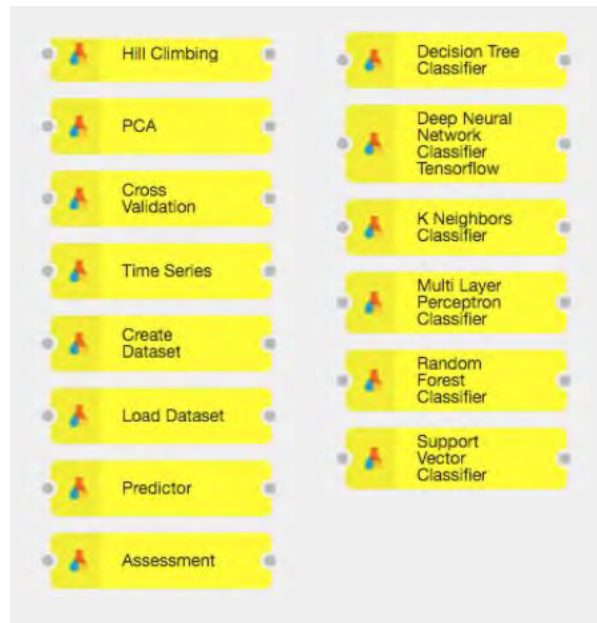 Hill Climbing
PCA
Cross
Validation
Time Series
Create
Dataset
Load Dataset
Predictor
Assessment
Decision Tree
Classifier
Deep Neural
Network
Classifier
Tensorflow
K Neighbors
Classifier
Multi Layer
Perceptron
Classifier
Random
Forest
Classifier
Support
Vector
Classifier